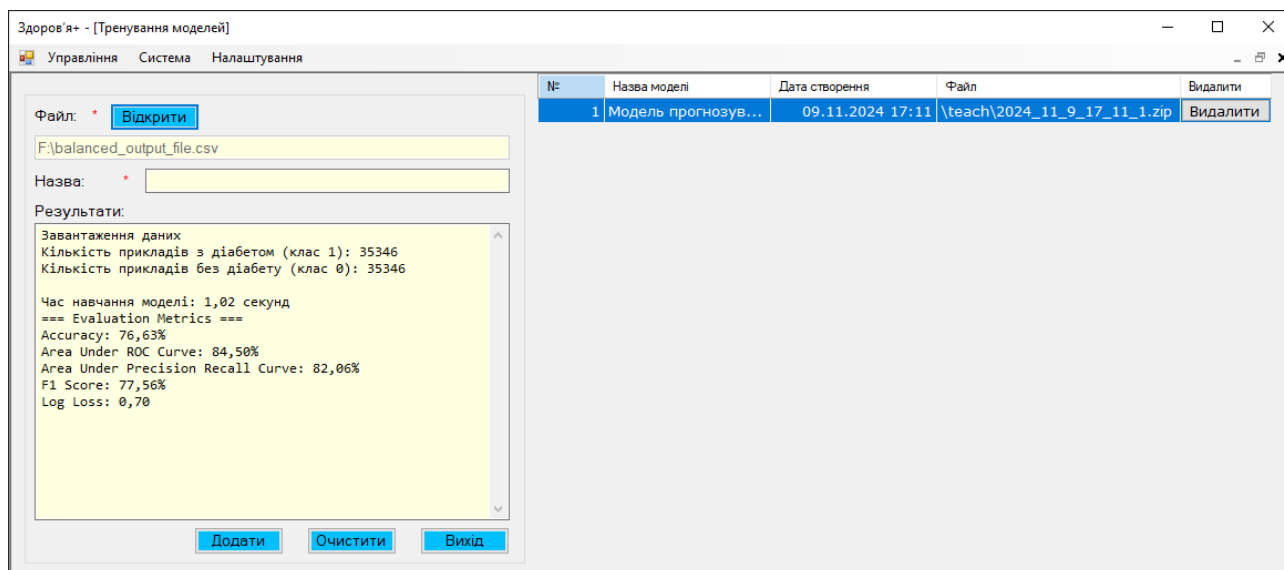 Здоров'я+ - [Тренування моделей]
Управління Система Налаштування
Файл: * Відкрити
F:\balanced_output_file.csv
Назва: *
Результати:
Завантаження даних
Кількість прикладів з діабетом (клас 1): 35346
Кількість прикладів без діабету (клас 0): 35346
Час навчання моделі: 1,02 секунд
=== Evaluation Metrics ===
Accuracy: 76,63%
Area Under ROC Curve: 84,50%
Area Under Precision Recall Curve: 82,06%
F1 Score: 77,56%
Log Loss: 0,70
Додати Очистити Вихід
№ Назва моделі Дата створення Файл Видалити
1 Модель прогнозув... 09.11.2024 17:11 \teach\2024_11_9_17_11_1.zip Видалити